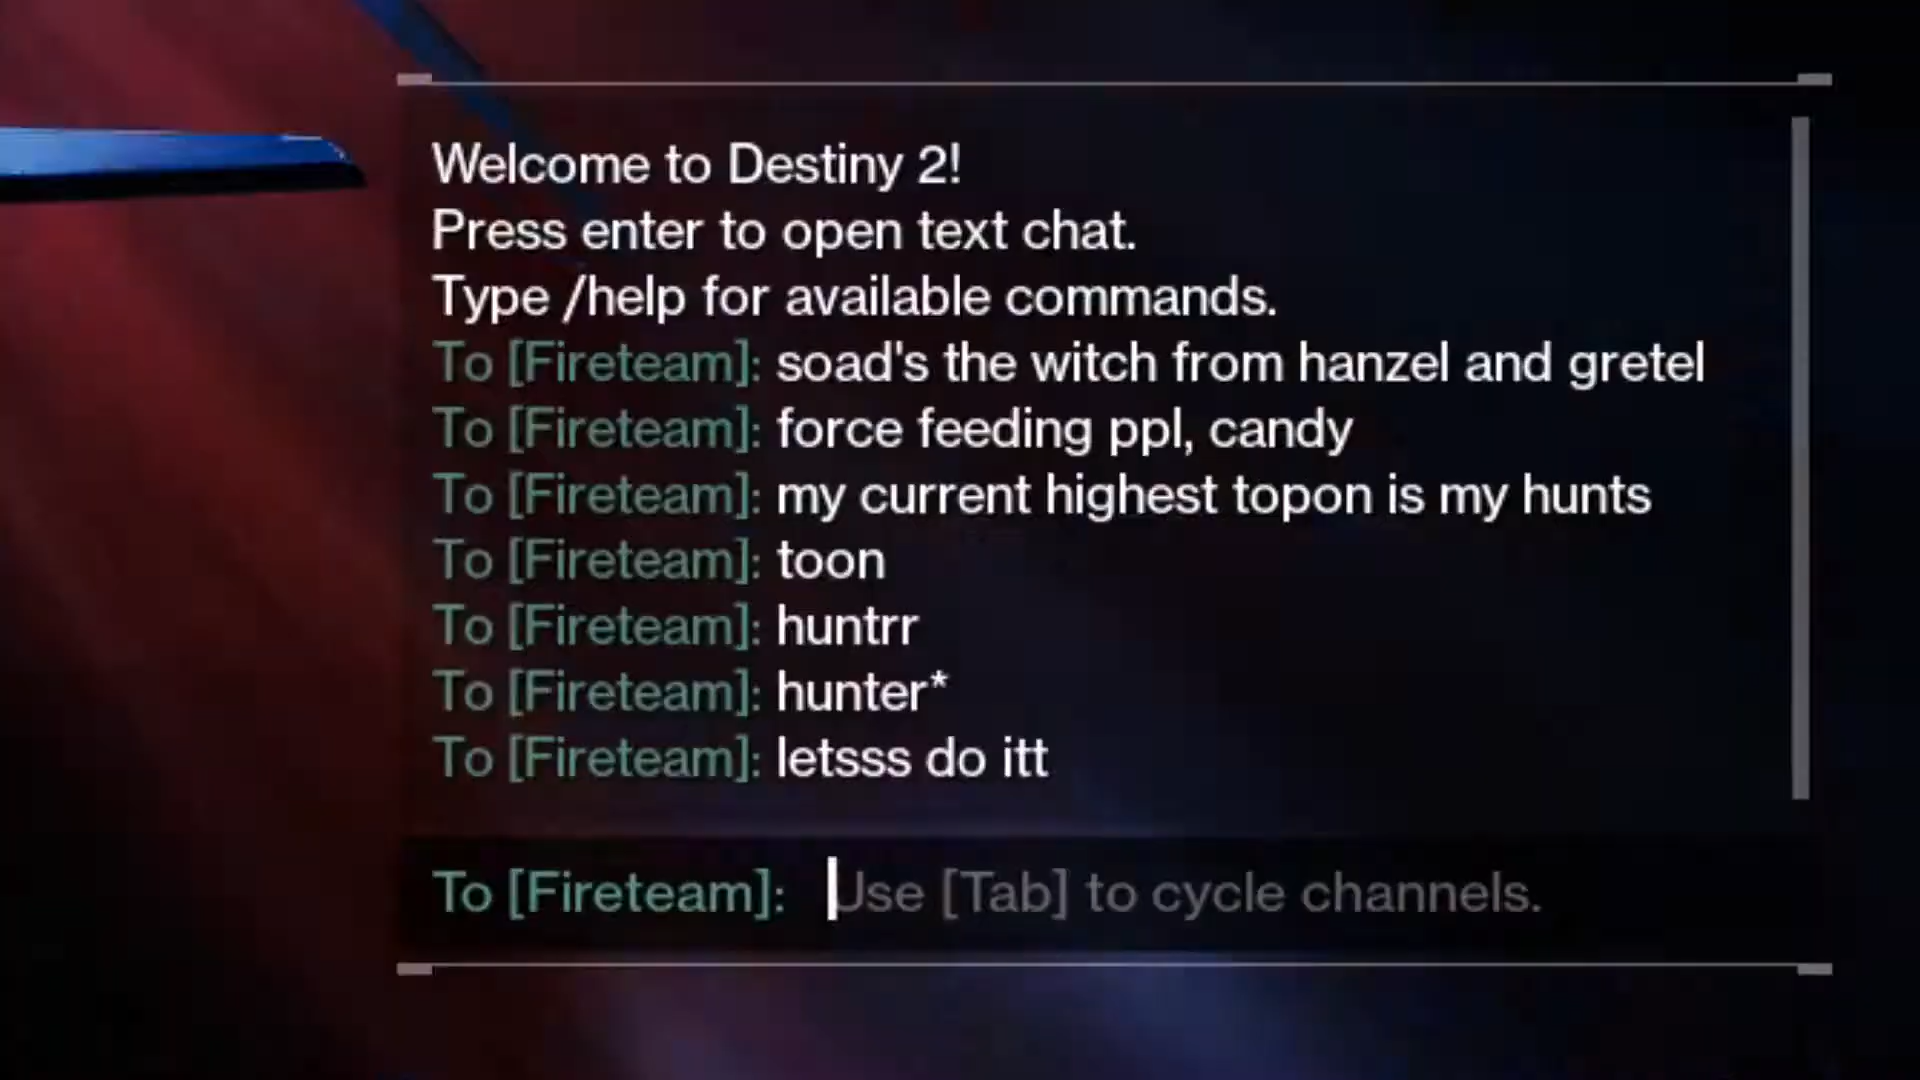 Welcome to Destiny 2!
Press enter to open text chat.
Type /help for available commands.
To [Fireteam]: soad's the witch from hanzel and gretel
To [Fireteam]: force feeding ppl, candy
To [Fireteam]: my current highest topon is my hunts
To [Fireteam]: toon
To [Fireteam]: huntrr
To [Fireteam]: hunter*
To [Fireteam]: letsss do itt
To [Fireteam]: Use [Tab] to cycle channels.